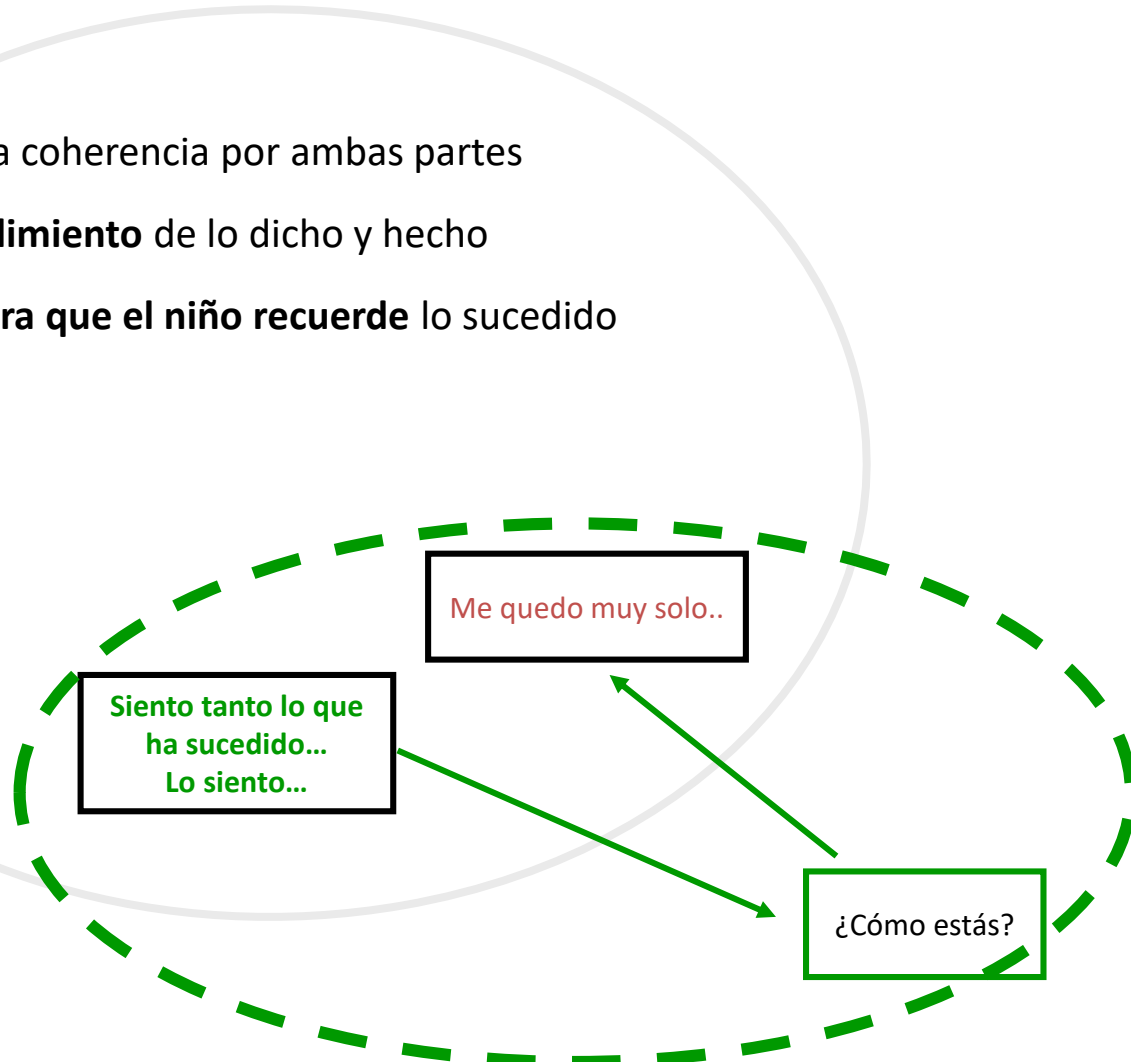 a coherencia por ambas partes
dimiento de lo dicho y hecho
ra que el niño recuerde lo sucedido
Me quedo muy solo..
Siento tanto lo que
ha sucedido…
Lo siento…
¿Cómo estás?